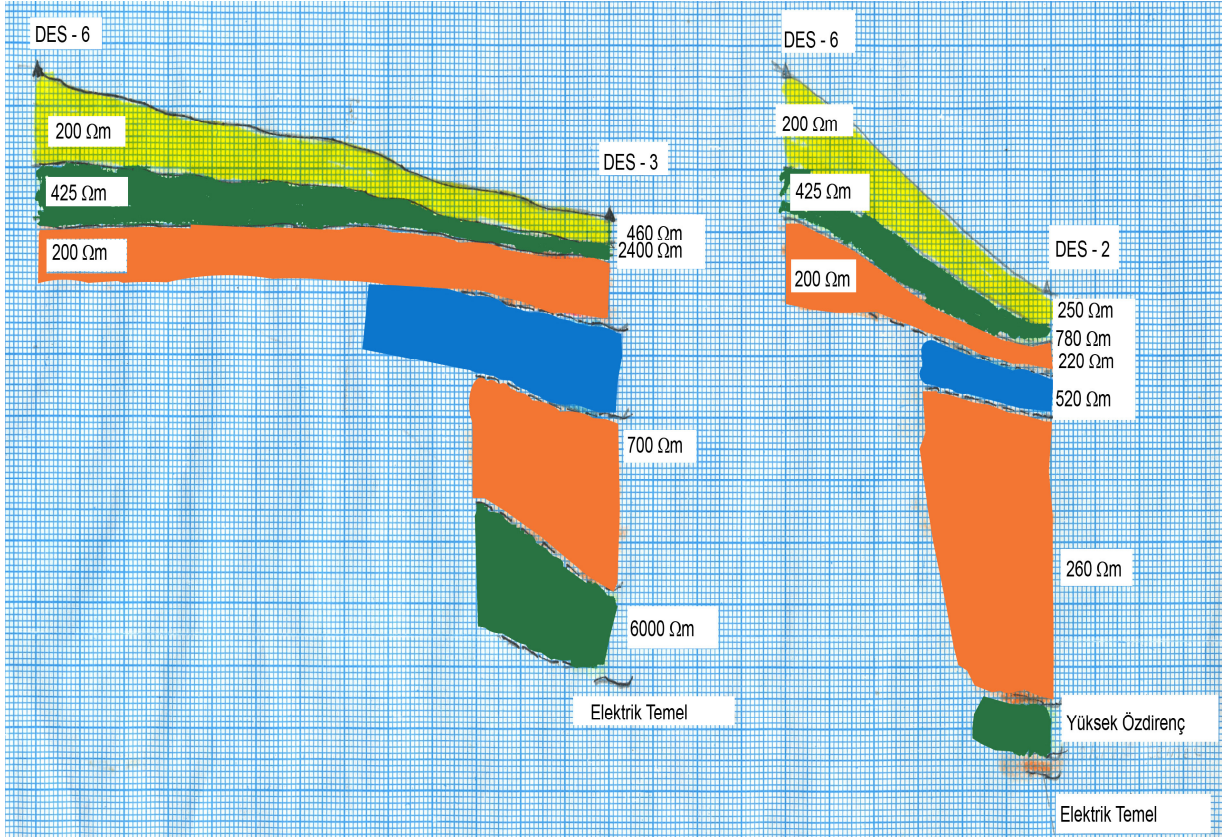 DES - 6
200 Ωm
425 Ωm
200 Ωm
DES - 3
460 Ωm
2400 Ωm
700 Ωm
6000 Ωm
Elektrik Temel
DES - 6
200 Ωm
425 Ωm
200 Ωm
DES - 2
250 Ωm
780 Ωm
220 Ωm
520 Ωm
260 Ωm
Yüksek Özdirenç
Elektrik Temel